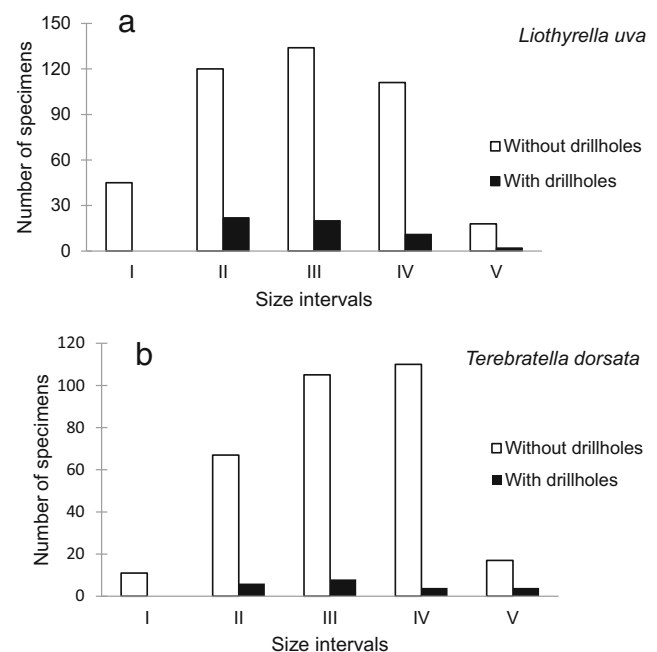 a
Liothyrella uva
Number of specimens
150
120
90
60
30
0
Without drillholes
With drillholes
I II III IV V
Size intervals
b
Terebratella dorsata
Number of specimens
120
100
80
60
40
20
0
Without drillholes
With drillholes
I II III IV V
Size intervals